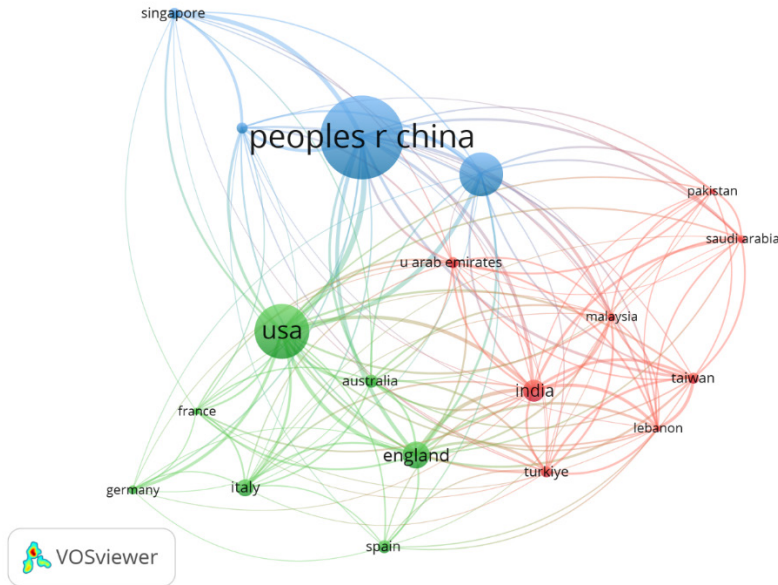 singapore
peoples r china
pakistan
saudi arabia
u arab emirates
malaysia
usa
australia
india
taiwan
france
lebanon
england
turkiye
germany
italy
spain
VOSviewer